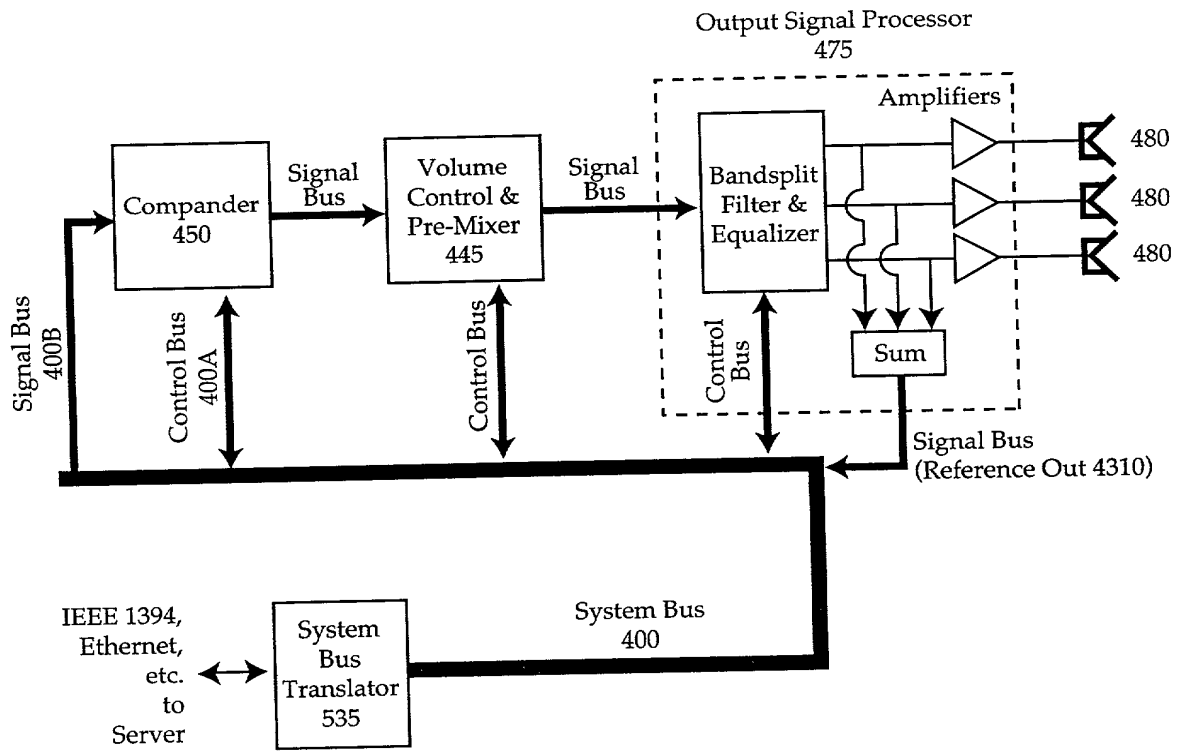 Output Signal Processor
475
Amplifiers
Compander
450
Signal
Bus
Volume
Control &
Pre-Mixer
445
Signal
Bus
Bandsplit
Filter &
Equalizer
480
480
480
Signal Bus
400B
Control Bus
400A
Control Bus
Control
Bus
Sum
Signal Bus
(Reference Out 4310)
IEEE 1394,
Ethernet,
etc.
to
Server
System
Bus
Translator
535
System Bus
400